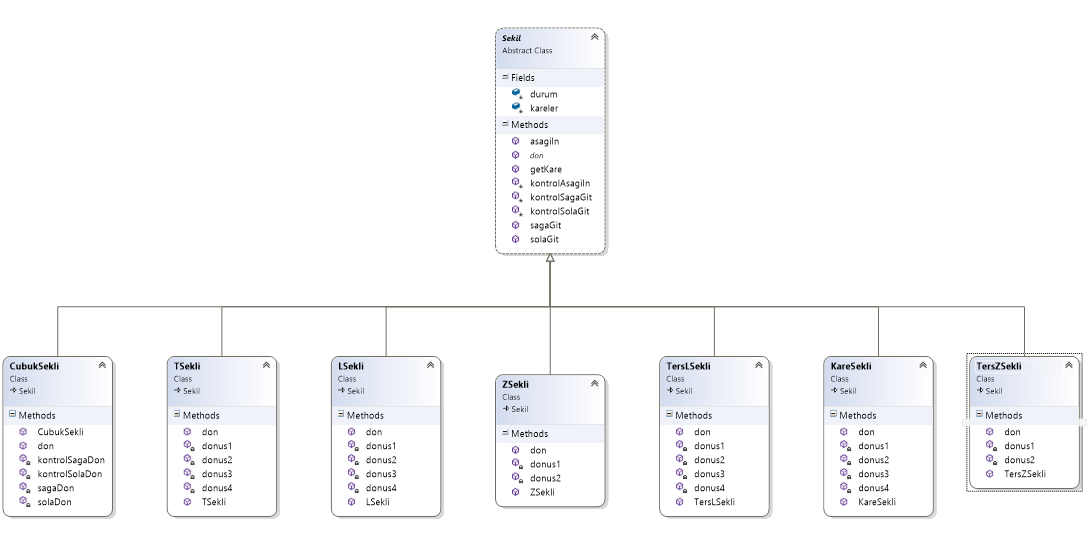 Sekil
Abstract Class
Fields
durum
kareler
Methods
asagiIn
don
getKare
kontrolAsagiIn
kontrolSagaGit
kontrolSolaGit
sagaGit
solaGit
CubukSekli
Class
Sekil
Methods
CubukSekli
don
kontrolSagaDon
kontrolSolaDon
sagaDon
solaDon
TSekli
Class
Sekil
Methods
don
donus1
donus2
donus3
donus4
TSekli
LSekli
Class
Sekil
Methods
don
donus1
donus2
donus3
donus4
LSekli
ZSekli
Class
Sekil
Methods
don
donus1
donus2
ZSekli
TersLSekli
Class
Sekil
Methods
don
donus1
donus2
donus3
donus4
TersLSekli
KareSekli
Class
Sekil
Methods
don
donus1
donus2
donus3
donus4
KareSekli
TersZSekli
Class
Sekil
Methods
don
donus1
donus2
TersZSekli